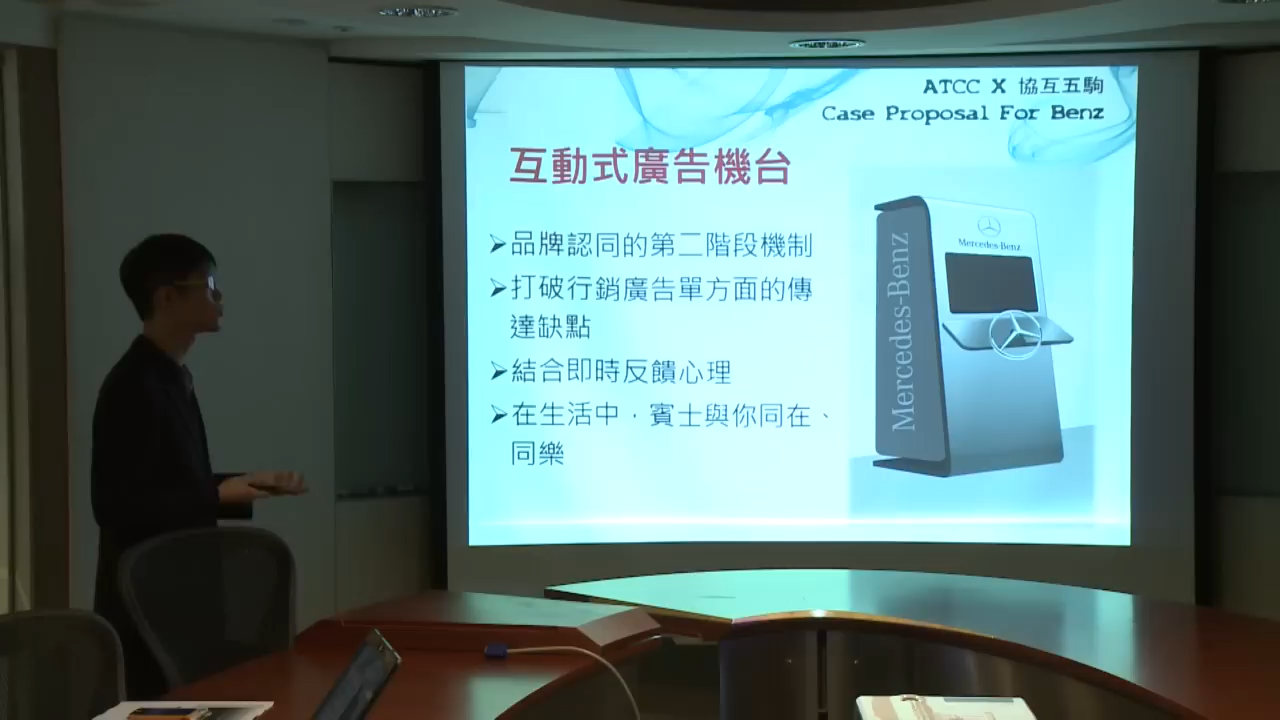 ATCC X 協互五駒
Case Proposal For Benz
互動式廣告機台
➢品牌認同的第二階段機制
➢打破行銷廣告單方面的傳
達缺點
➢結合即時反饋心理
➢在生活中，賓士與你同在、
同樂
Mercedes-Benz
Mercedes-Benz